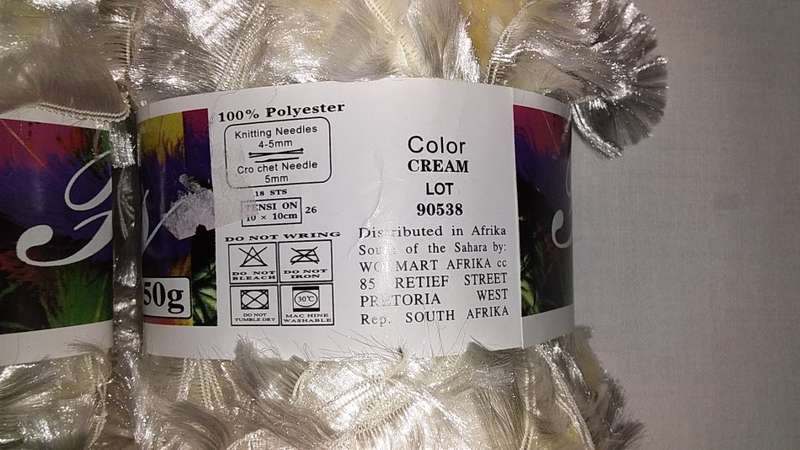 100% Polyester
Knitting Needles
4-5mm
Cro chet Needle
5mm
18 STS
TENSI ON
10 × 10cm
26
DO NOT WRING
DO NOT
BLEACH
DO NOT
IRON
DO NOT
TUMBLE DRY
30°C
MAC HINE
WASHABLE
50g
Color
CREAM
LOT
90538
Distributed in Afrika
South of the Sahara by:
WOLMART AFRIKA cc
85 RETIEF STREET
PRETORIA WEST
Rep. SOUTH AFRIKA